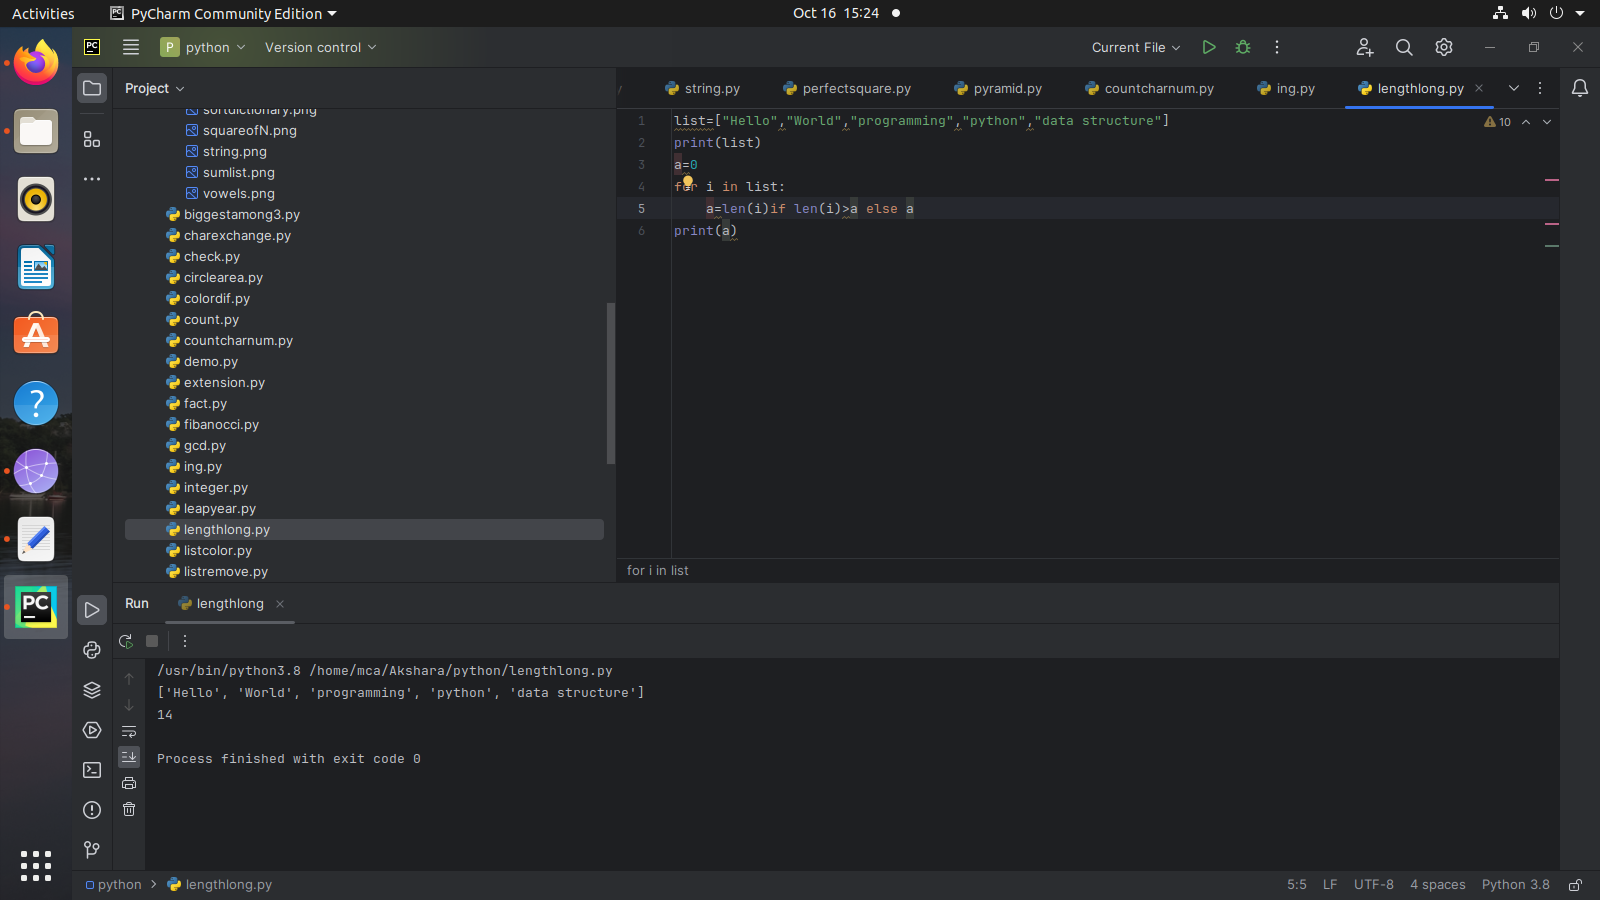 Activities
PyCharm Community Edition
Oct 16 15:24
PC
P python
Version control
Current File
Project
sortdictionary.png
squareofN.png
string.png
sumlist.png
vowels.png
biggestamong3.py
charexchange.py
check.py
circlearea.py
colordif.py
count.py
countcharnum.py
demo.py
extension.py
fact.py
fibanocci.py
gcd.py
ing.py
integer.py
leapyear.py
lengthlong.py
listcolor.py
listremove.py
string.py
perfectsquare.py
pyramid.py
countcharnum.py
ing.py
lengthlong.py
1 list=["Hello","World","programming","python","data structure"]
2 print(list)
3 a=0
4 for i in list:
5 a=len(i)if len(i)>a else a
6 print(a)
10
for i in list
Run
lengthlong
/usr/bin/python3.8 /home/mca/Akshara/python/lengthlong.py
['Hello', 'World', 'programming', 'python', 'data structure']
14
Process finished with exit code 0
PC
python > lengthlong.py
5:5 LF UTF-8 4 spaces Python 3.8